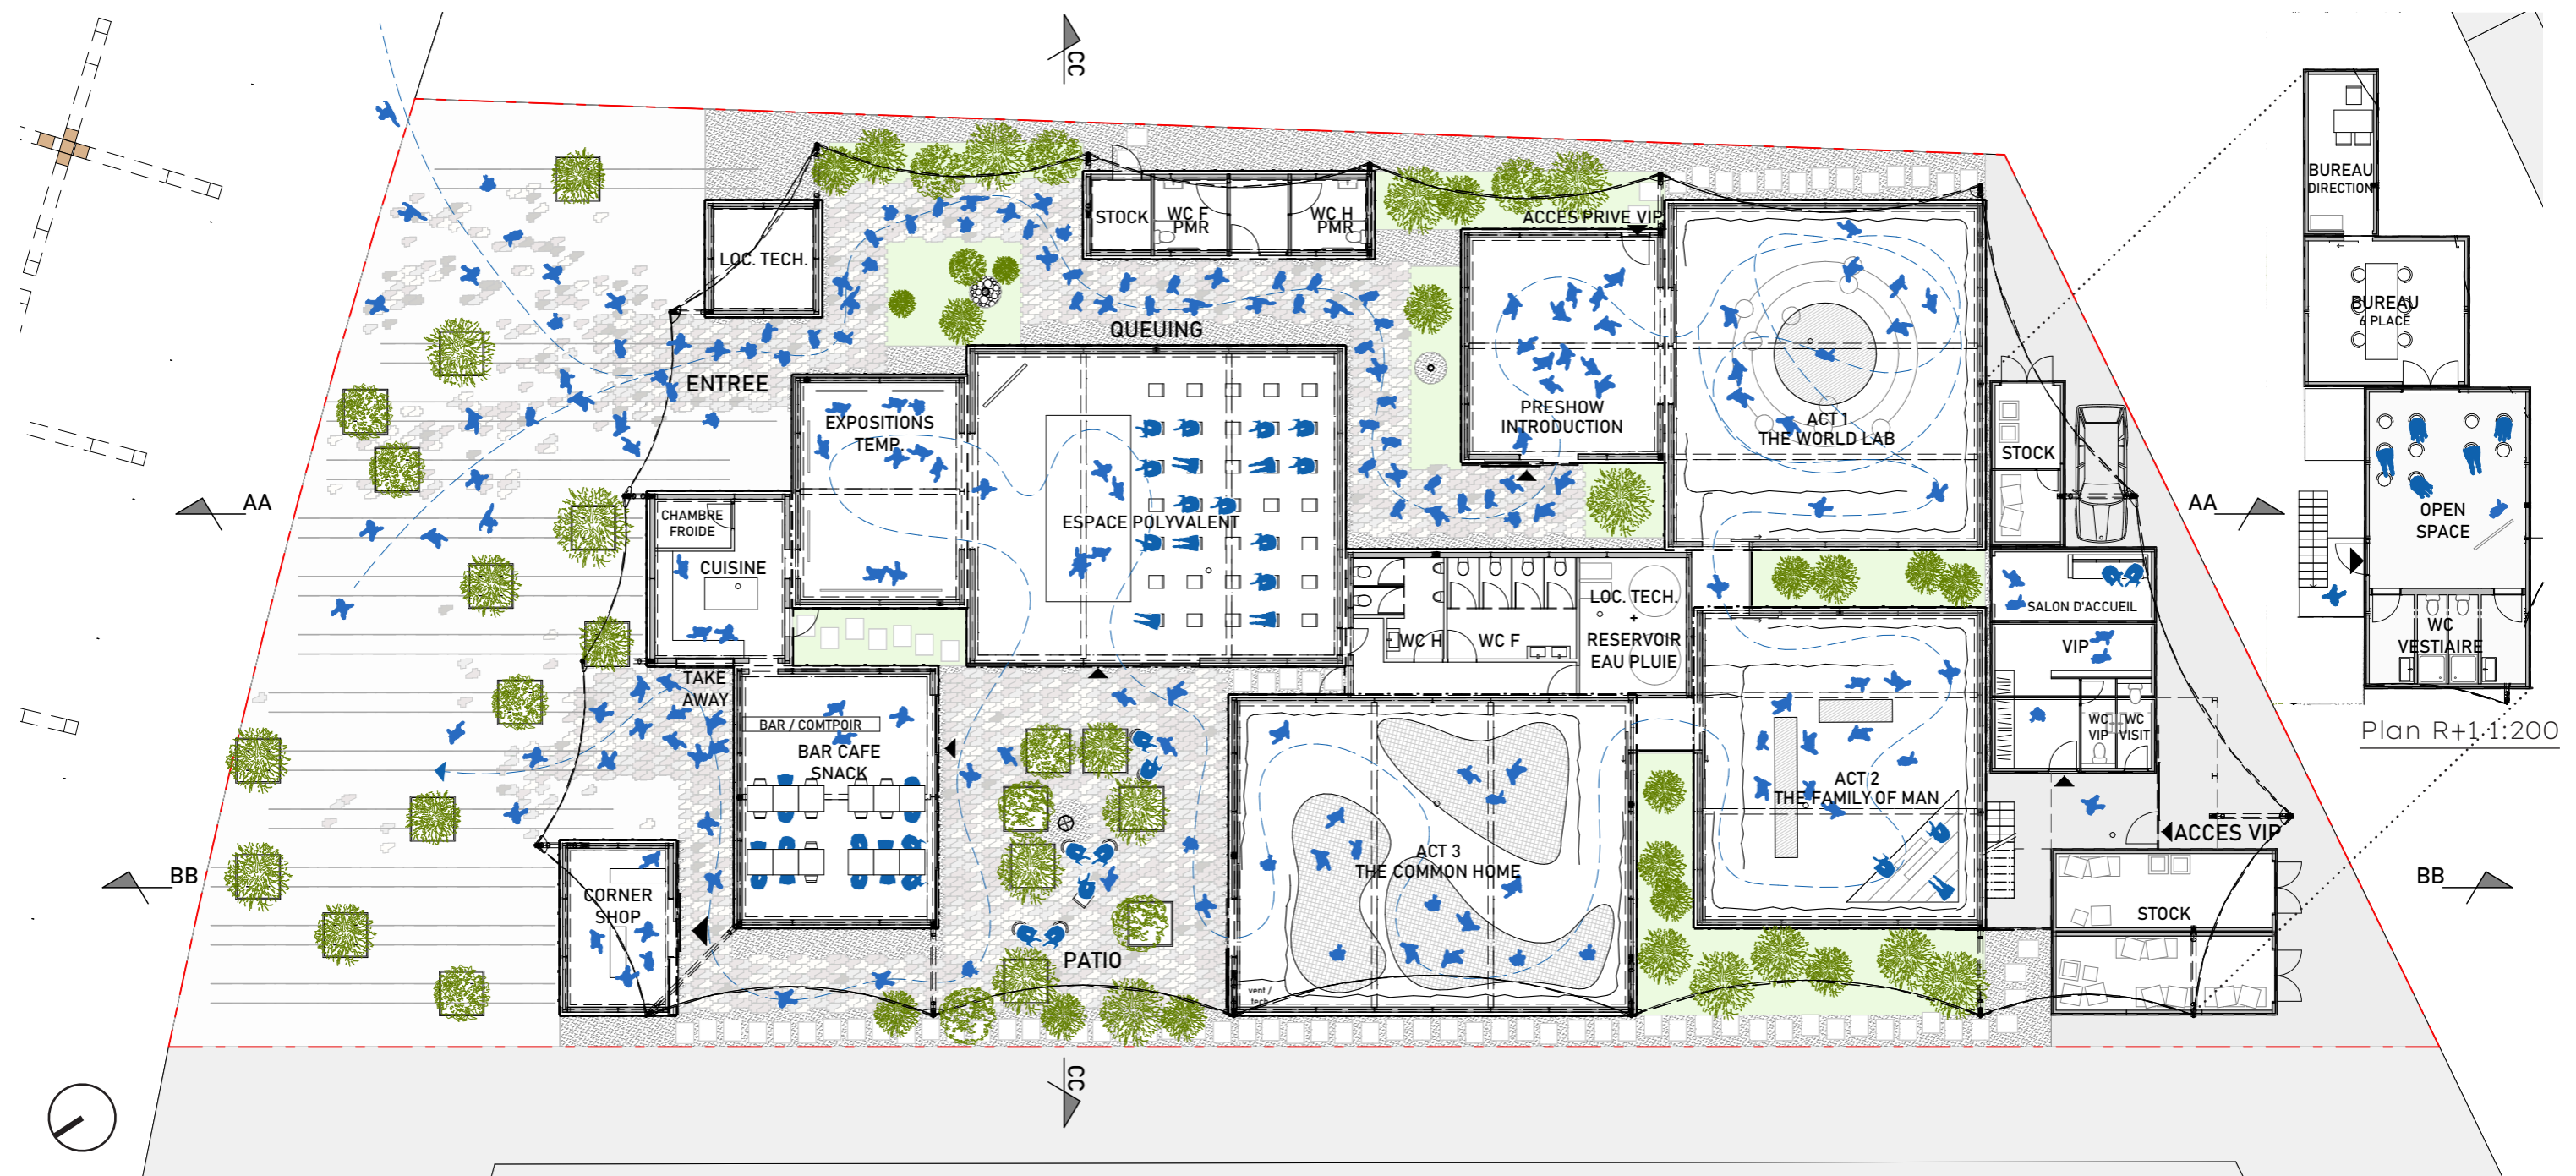 CC
BUREAU
DIRECTION
STOCK
WC F
PMR
WC H
PMR
ACCES PRIVE VIP
LOC. TECH.
BUREAU
6 PLACE
QUEUING
ENTREE
EXPOSITIONS
TEMP.
PRESHOW
INTRODUCTION
ACT 1
THE WORLD LAB
STOCK
AA
AA
CHAMBRE
FROIDE
ESPACE POLYVALENT
OPEN
SPACE
CUISINE
LOC. TECH.
+
RESERVOIR
EAU PLUIE
SALON D'ACCUEIL
WC H
WC F
VIP
WC
VESTIAIRE
TAKE
AWAY
BAR / COMTPOIR
BAR CAFE
SNACK
WC
VIP
WC
VISIT
Plan R+1 1:200
ACT 2
THE FAMILY OF MAN
ACCES VIP
ACT 3
THE COMMON HOME
BB
BB
CORNER
SHOP
STOCK
PATIO
vent /
tech
CC